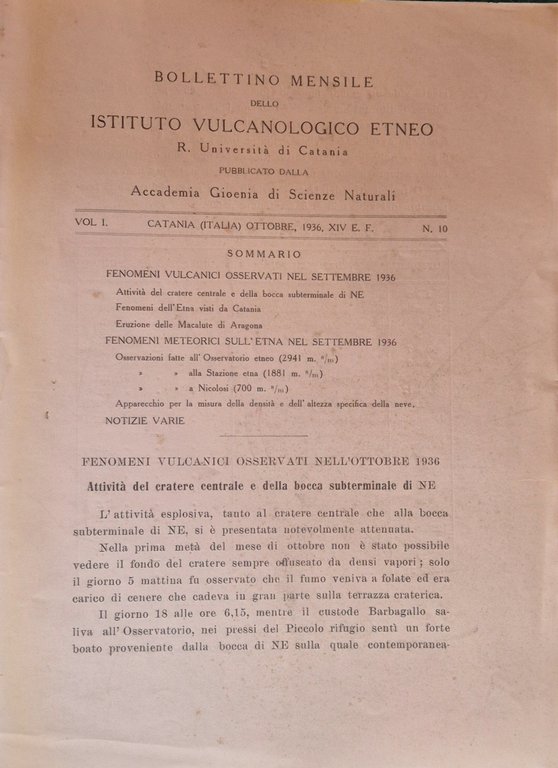 BOLLETTINO MENSILE
DELLO
ISTITUTO VULCANOLOGICO ETNEO
R. Università di Catania
PUBBLICATO DALLA
Accademia Gioenia di Scienze Naturali
VOL I. CATANIA (ITALIA) OTTOBRE, 1936, XIV E. F. N. 10
SOMMARIO
FENOMENI VULCANICI OSSERVATI NEL SETTEMBRE 1936
Attività del cratere centrale e della bocca subterminale di NE
Fenomeni dell'Etna visti da Catania
Eruzione delle Macalute di Aragona
FENOMENI METEORICI SULL'ETNA NEL SETTEMBRE 1936
Osservazioni fatte all'Osservatorio etneo (2941 m. s/m)
» » alla Stazione etna (1881 m. s/m)
» » a Nicolosi (700 m. s/m)
Apparecchio per la misura della densità e dell'altezza specifica della neve.
NOTIZIE VARIE
FENOMENI VULCANICI OSSERVATI NELL'OTTOBRE 1936
Attività del cratere centrale e della bocca subterminale di NE
L'attività esplosiva, tanto al cratere centrale che alla bocca
subterminale di NE, si è presentata notevolmente attenuata.
Nella prima metà del mese di ottobre non è stato possibile
vedere il fondo del cratere sempre offuscato da densi vapori; solo
il giorno 5 mattina fu osservato che il fumo veniva a folate ed era
carico di cenere che cadeva in gran parte sulla terrazza craterica.
Il giorno 18 alle ore 6,15, mentre il custode Barbagallo sa-
liva all'Osservatorio, nei pressi del Piccolo rifugio sentì un forte
boato proveniente dalla bocca di NE sulla quale contemporanea-